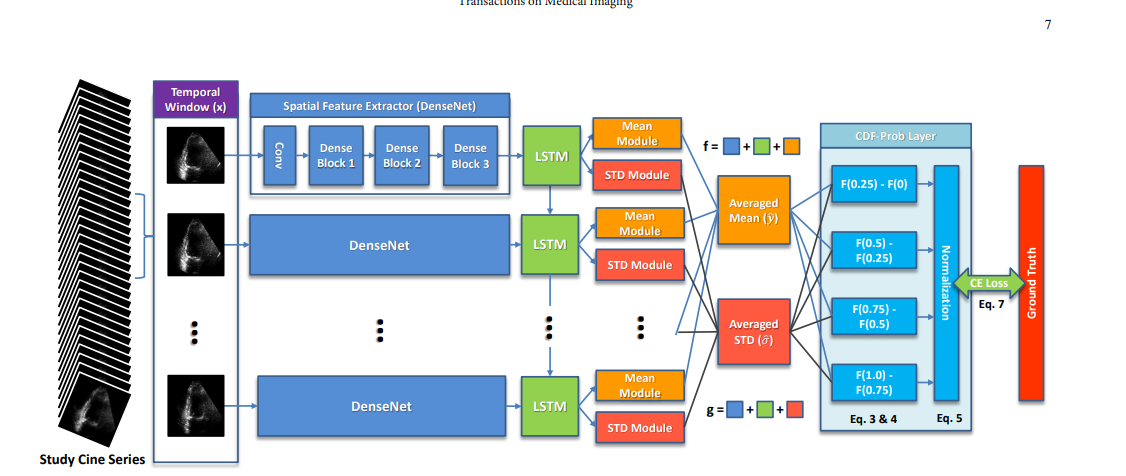 Transactions on Medical Imaging
7
Temporal
Window (x)
Spatial Feature Extractor (DenseNet)
Conv
Dense
Block 1
Dense
Block 2
Dense
Block 3
LSTM
Mean
Module
STD Module
f = + +
CDF-Prob Layer
DenseNet
LSTM
Mean
Module
STD Module
Averaged
Mean (ŷ)
F(0.25) - F(0)
F(0.5) -
F(0.25)
F(0.75) -
F(0.5)
F(1.0) -
F(0.75)
Normalization
CE Loss
Eq. 7
Ground Truth
Averaged
STD (σ̂)
DenseNet
LSTM
Mean
Module
STD Module
g = + +
Eq. 3 & 4
Eq. 5
Study Cine Series